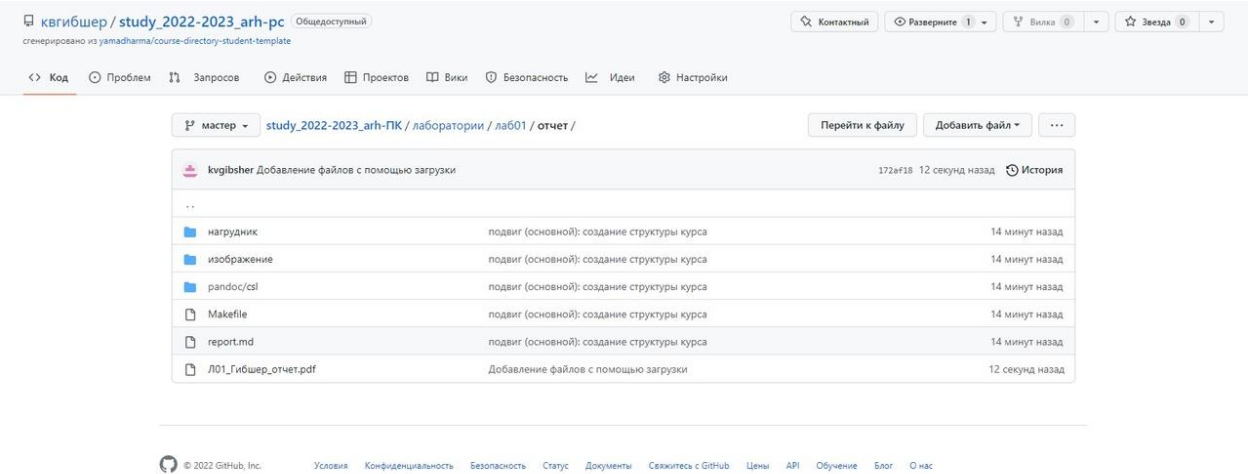 квгибшер / study_2022-2023_arh-pc Общедоступный Контактный Разверните 1 Вилка 0 Звезда 0
сгенерировано из yamadharma/course-directory-student-template
<> Код Проблем Запросов Действия Проектов Вики Безопасность Идеи Настройки
мастер study_2022-2023_arh-ПК / лаборатории / лаб01 / отчет / Перейти к файлу Добавить файл ...
kvgibsher Добавление файлов с помощью загрузки 172af18 12 секунд назад История
..
нагрудник подвиг (основной): создание структуры курса 14 минут назад
изображение подвиг (основной): создание структуры курса 14 минут назад
pandoc/csl подвиг (основной): создание структуры курса 14 минут назад
Makefile подвиг (основной): создание структуры курса 14 минут назад
report.md подвиг (основной): создание структуры курса 14 минут назад
Л01_Гибшер_отчет.pdf Добавление файлов с помощью загрузки 12 секунд назад
© 2022 GitHub, Inc. Условия Конфиденциальность Безопасность Статус Документы Свяжитесь с GitHub Цены API Обучение Блог О нас